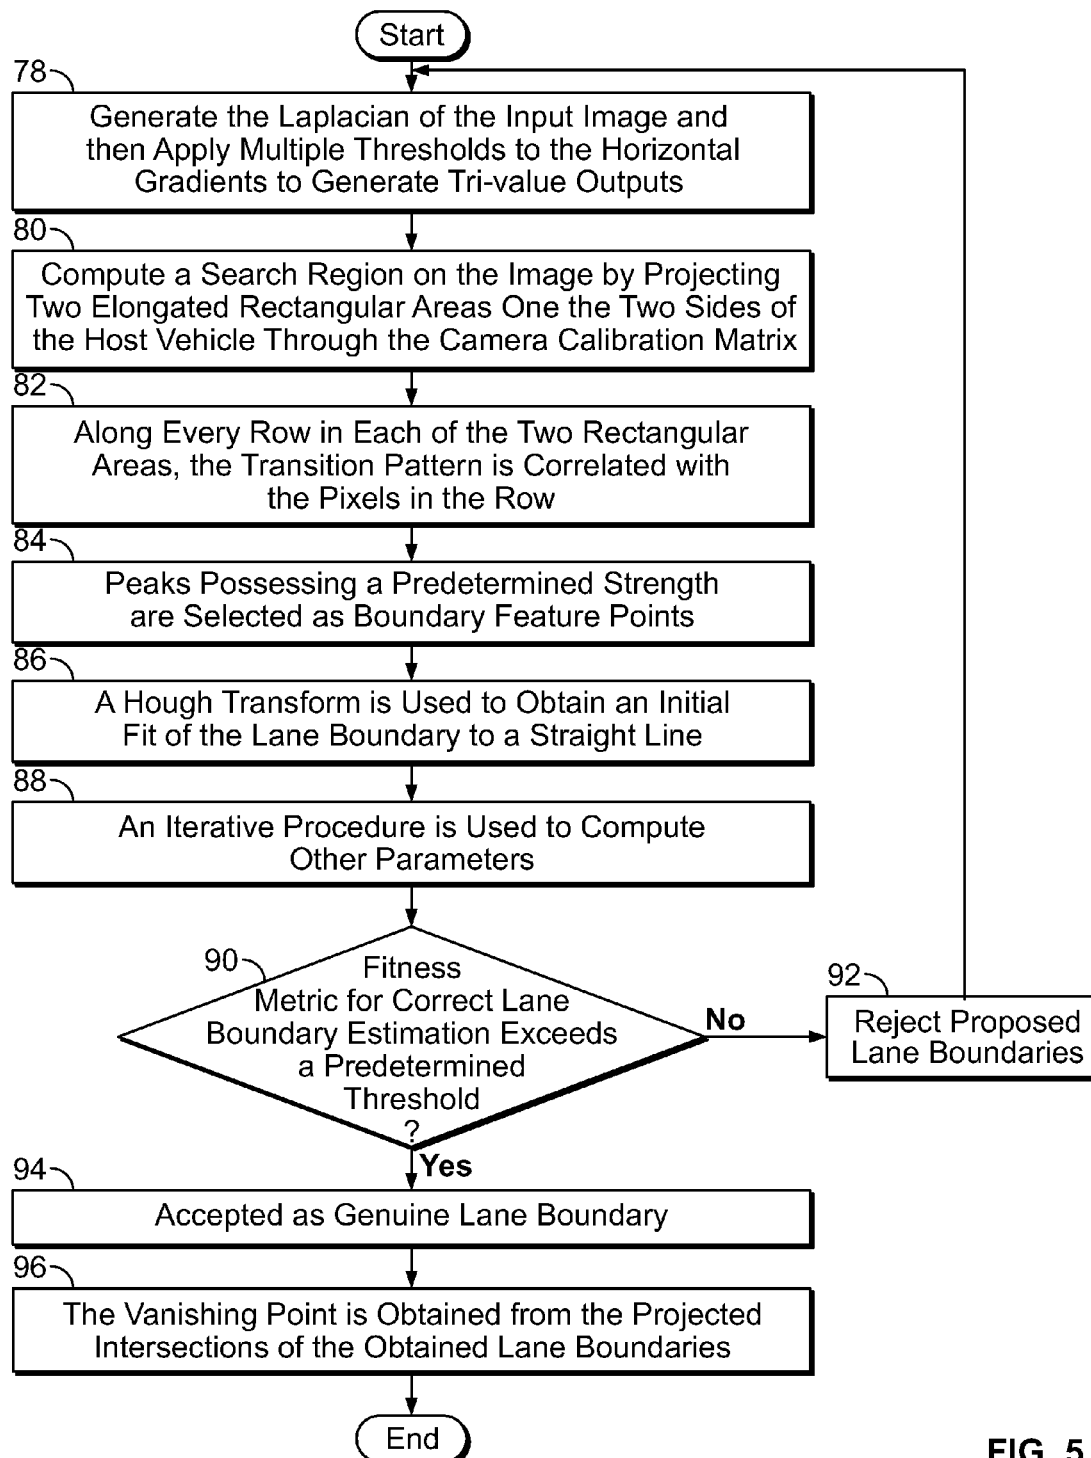 Start
78
Generate the Laplacian of the Input Image and
then Apply Multiple Thresholds to the Horizontal
Gradients to Generate Tri-value Outputs
80
Compute a Search Region on the Image by Projecting
Two Elongated Rectangular Areas One the Two Sides of
the Host Vehicle Through the Camera Calibration Matrix
82
Along Every Row in Each of the Two Rectangular
Areas, the Transition Pattern is Correlated with
the Pixels in the Row
84
Peaks Possessing a Predetermined Strength
are Selected as Boundary Feature Points
86
A Hough Transform is Used to Obtain an Initial
Fit of the Lane Boundary to a Straight Line
88
An Iterative Procedure is Used to Compute
Other Parameters
90
Fitness
Metric for Correct Lane
Boundary Estimation Exceeds
a Predetermined
Threshold
?
No
92
Reject Proposed
Lane Boundaries
Yes
94
Accepted as Genuine Lane Boundary
96
The Vanishing Point is Obtained from the Projected
Intersections of the Obtained Lane Boundaries
End
FIG. 5